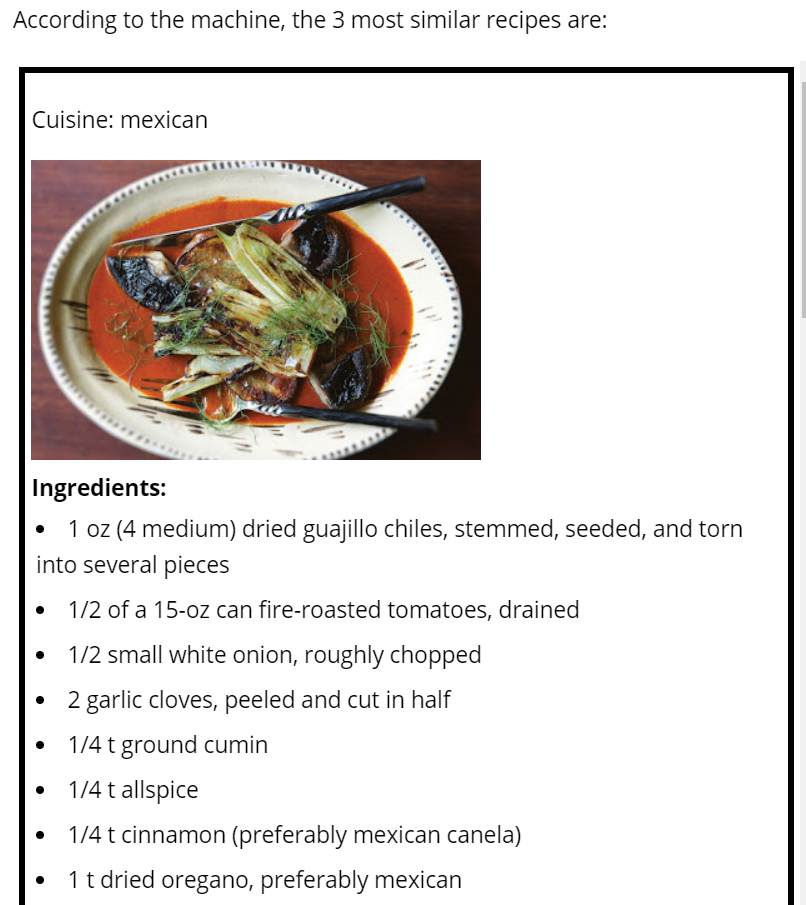 According to the machine, the 3 most similar recipes are:
Cuisine: mexican
Ingredients:
• 1 oz (4 medium) dried guajillo chiles, stemmed, seeded, and torn
into several pieces
• 1/2 of a 15-oz can fire-roasted tomatoes, drained
• 1/2 small white onion, roughly chopped
• 2 garlic cloves, peeled and cut in half
• 1/4 t ground cumin
• 1/4 t allspice
• 1/4 t cinnamon (preferably mexican canela)
• 1 t dried oregano, preferably mexican